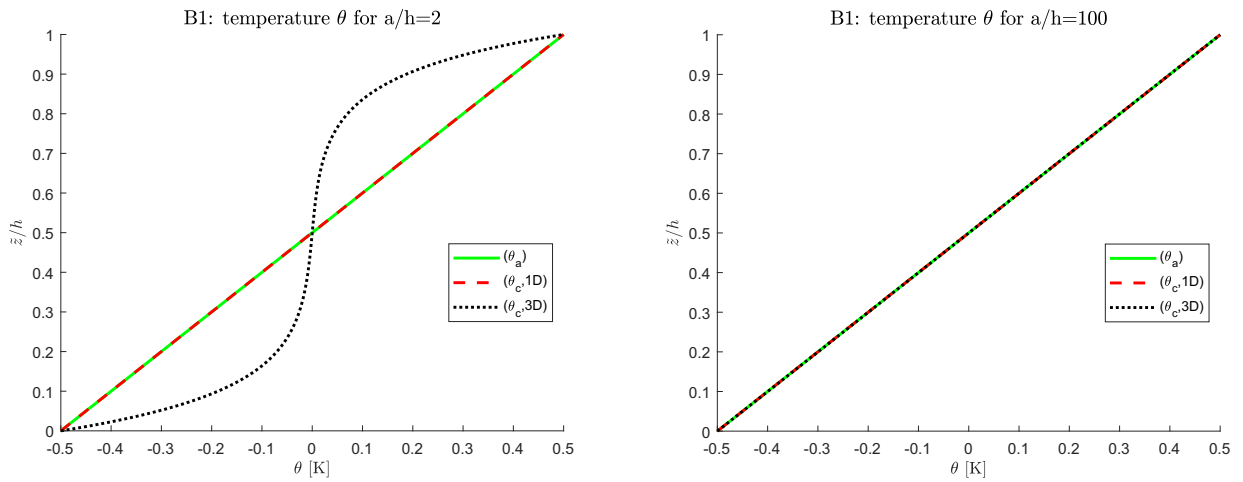 B1: temperature θ for a/h=2
1
0.9
0.8
0.7
0.6
0.5
0.4
0.3
0.2
0.1
0
z̃/h
-0.5 -0.4 -0.3 -0.2 -0.1 0 0.1 0.2 0.3 0.4 0.5
θ [K]
(θa)
(θc,1D)
(θc,3D)
B1: temperature θ for a/h=100
1
0.9
0.8
0.7
0.6
0.5
0.4
0.3
0.2
0.1
0
z̃/h
-0.5 -0.4 -0.3 -0.2 -0.1 0 0.1 0.2 0.3 0.4 0.5
θ [K]
(θa)
(θc,1D)
(θc,3D)